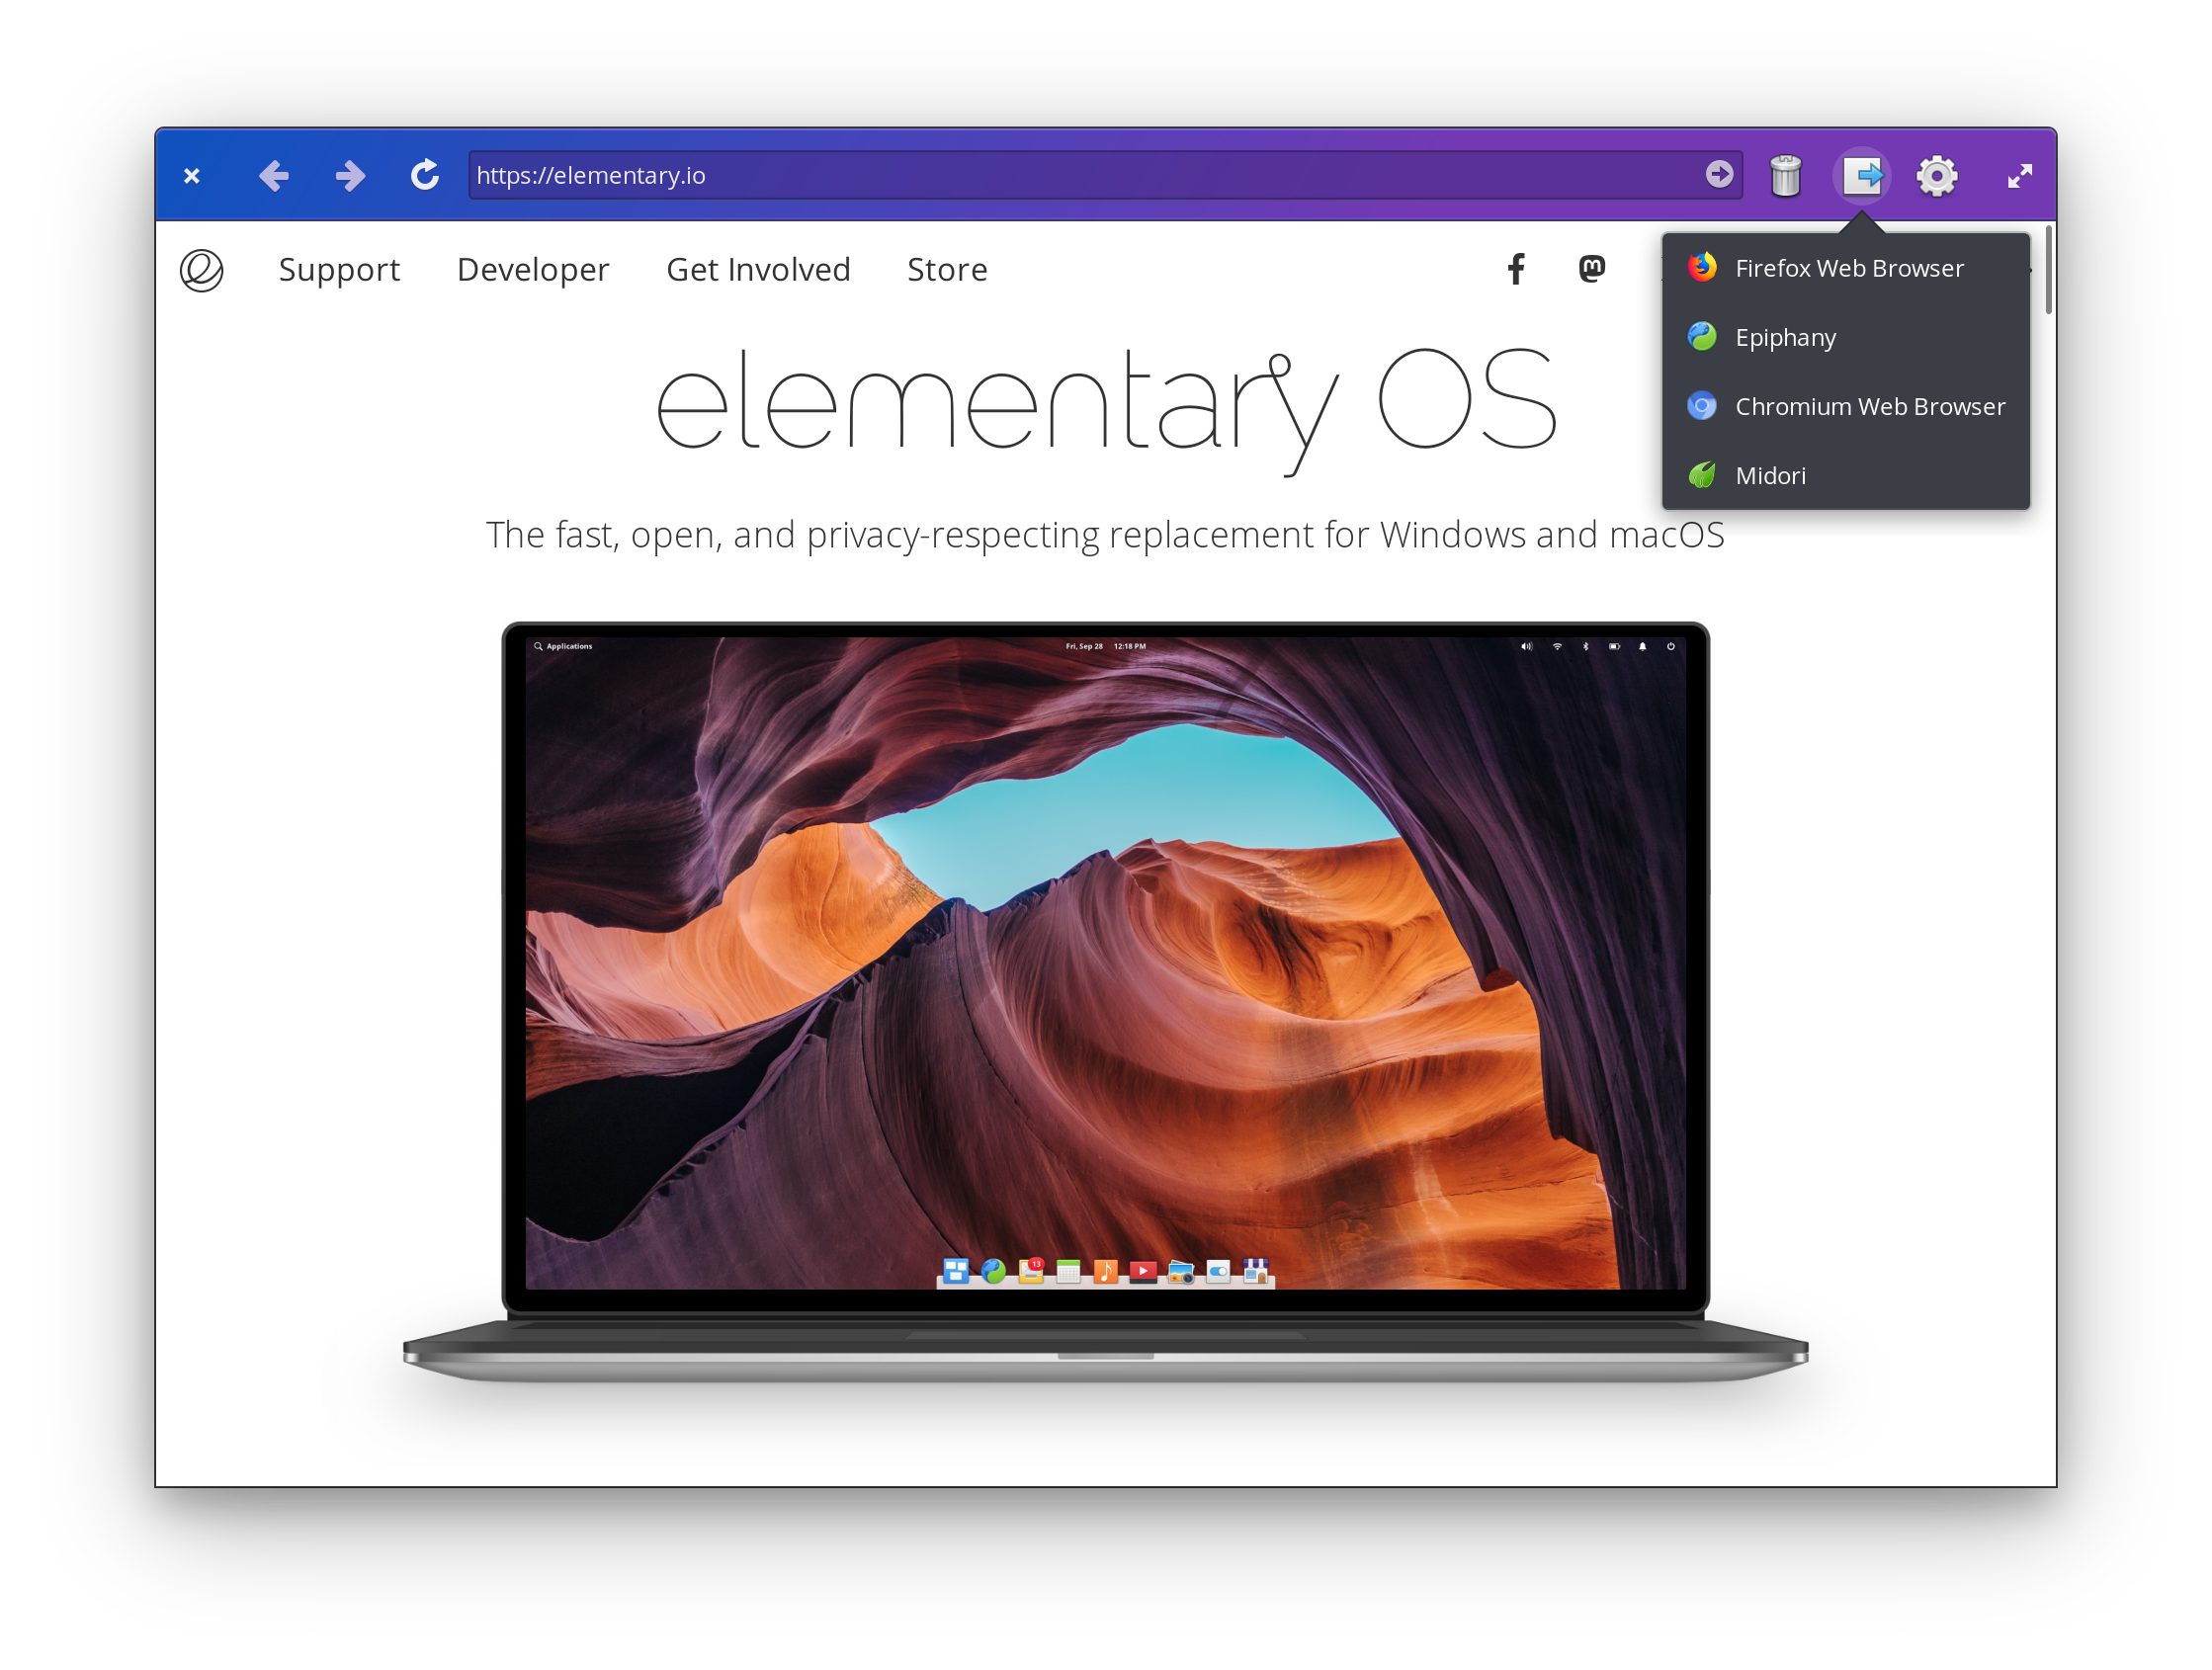 https://elementary.io
Support Developer Get Involved Store
Firefox Web Browser
Epiphany
Chromium Web Browser
Midori
elementary OS
The fast, open, and privacy-respecting replacement for Windows and macOS
Applications Fri, Sep 28 12:18 PM
13